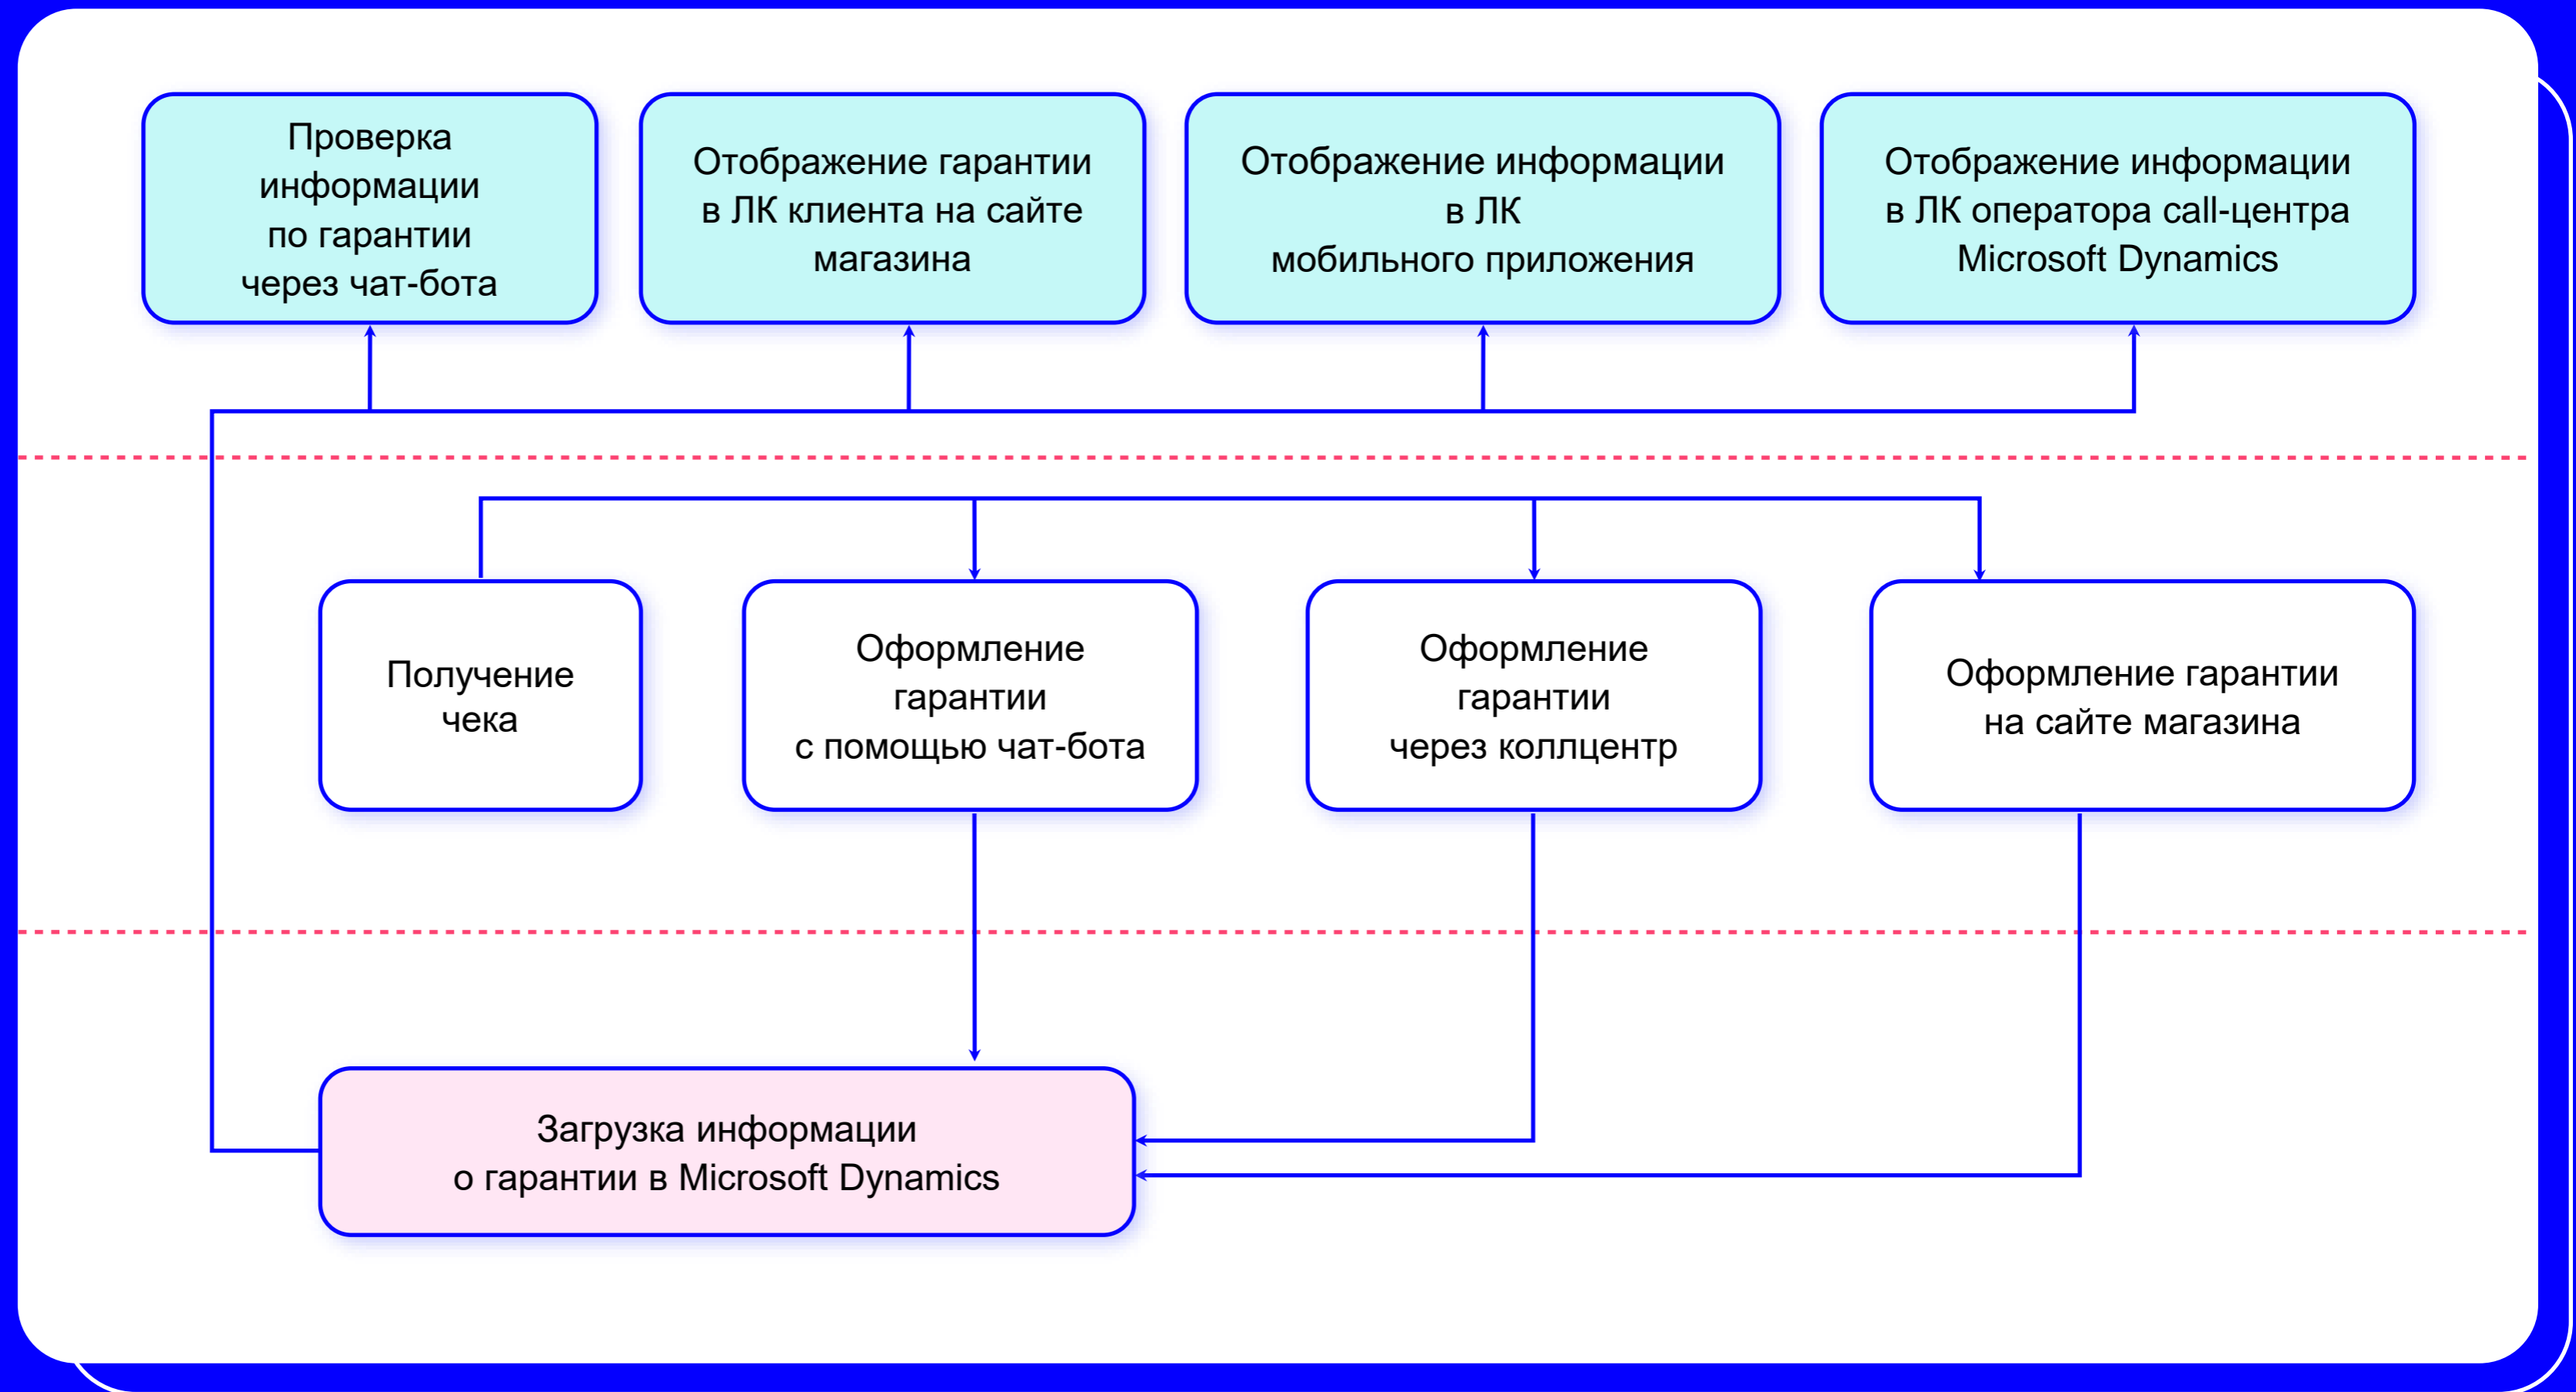 Проверка
информации
по гарантии
через чат-бота
Отображение гарантии
в ЛК клиента на сайте
магазина
Отображение информации
в ЛК
мобильного приложения
Отображение информации
в ЛК оператора call-центра
Microsoft Dynamics
Получение
чека
Оформление
гарантии
с помощью чат-бота
Оформление
гарантии
через коллцентр
Оформление гарантии
на сайте магазина
Загрузка информации
о гарантии в Microsoft Dynamics